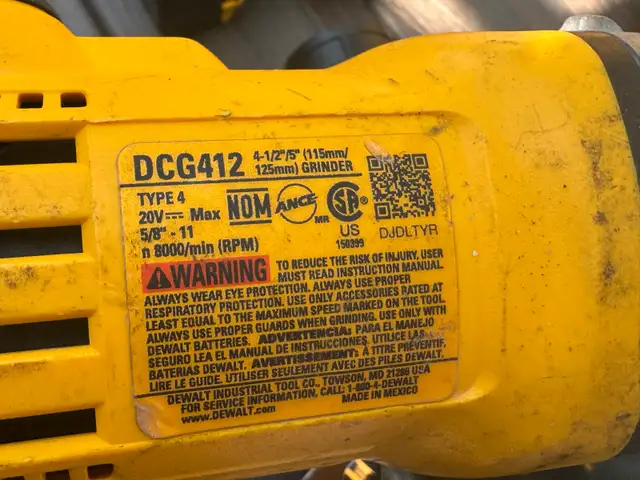 DCG412 4-1/2"/5" (115mm/
125mm) GRINDER
TYPE 4
20V⎓ Max
5/8" - 11
n 8000/min (RPM)
NOM
ANCE
MR
SA
US
150399
DJDLTYR
WARNING TO REDUCE THE RISK OF INJURY, USER
MUST READ INSTRUCTION MANUAL
ALWAYS WEAR EYE PROTECTION. ALWAYS USE PROPER
RESPIRATORY PROTECTION. USE ONLY ACCESSORIES RATED AT
LEAST EQUAL TO THE MAXIMUM SPEED MARKED ON THE TOOL.
ALWAYS USE PROPER GUARDS WHEN GRINDING. USE ONLY WITH
DEWALT BATTERIES. ADVERTENCIA: PARA EL MANEJO
SEGURO LEA EL MANUAL DE INSTRUCCIONES. UTILICE LAS
BATERIAS DEWALT. AVERTISSEMENT: À TITRE PRÉVENTIF,
LIRE LE GUIDE. UTILISER SEULEMENT AVEC DES PILES DEWALT.
DEWALT INDUSTRIAL TOOL CO., TOWSON, MD 21286 USA
FOR SERVICE INFORMATION, CALL: 1-800-4-DEWALT
www.DEWALT.com MADE IN MEXICO